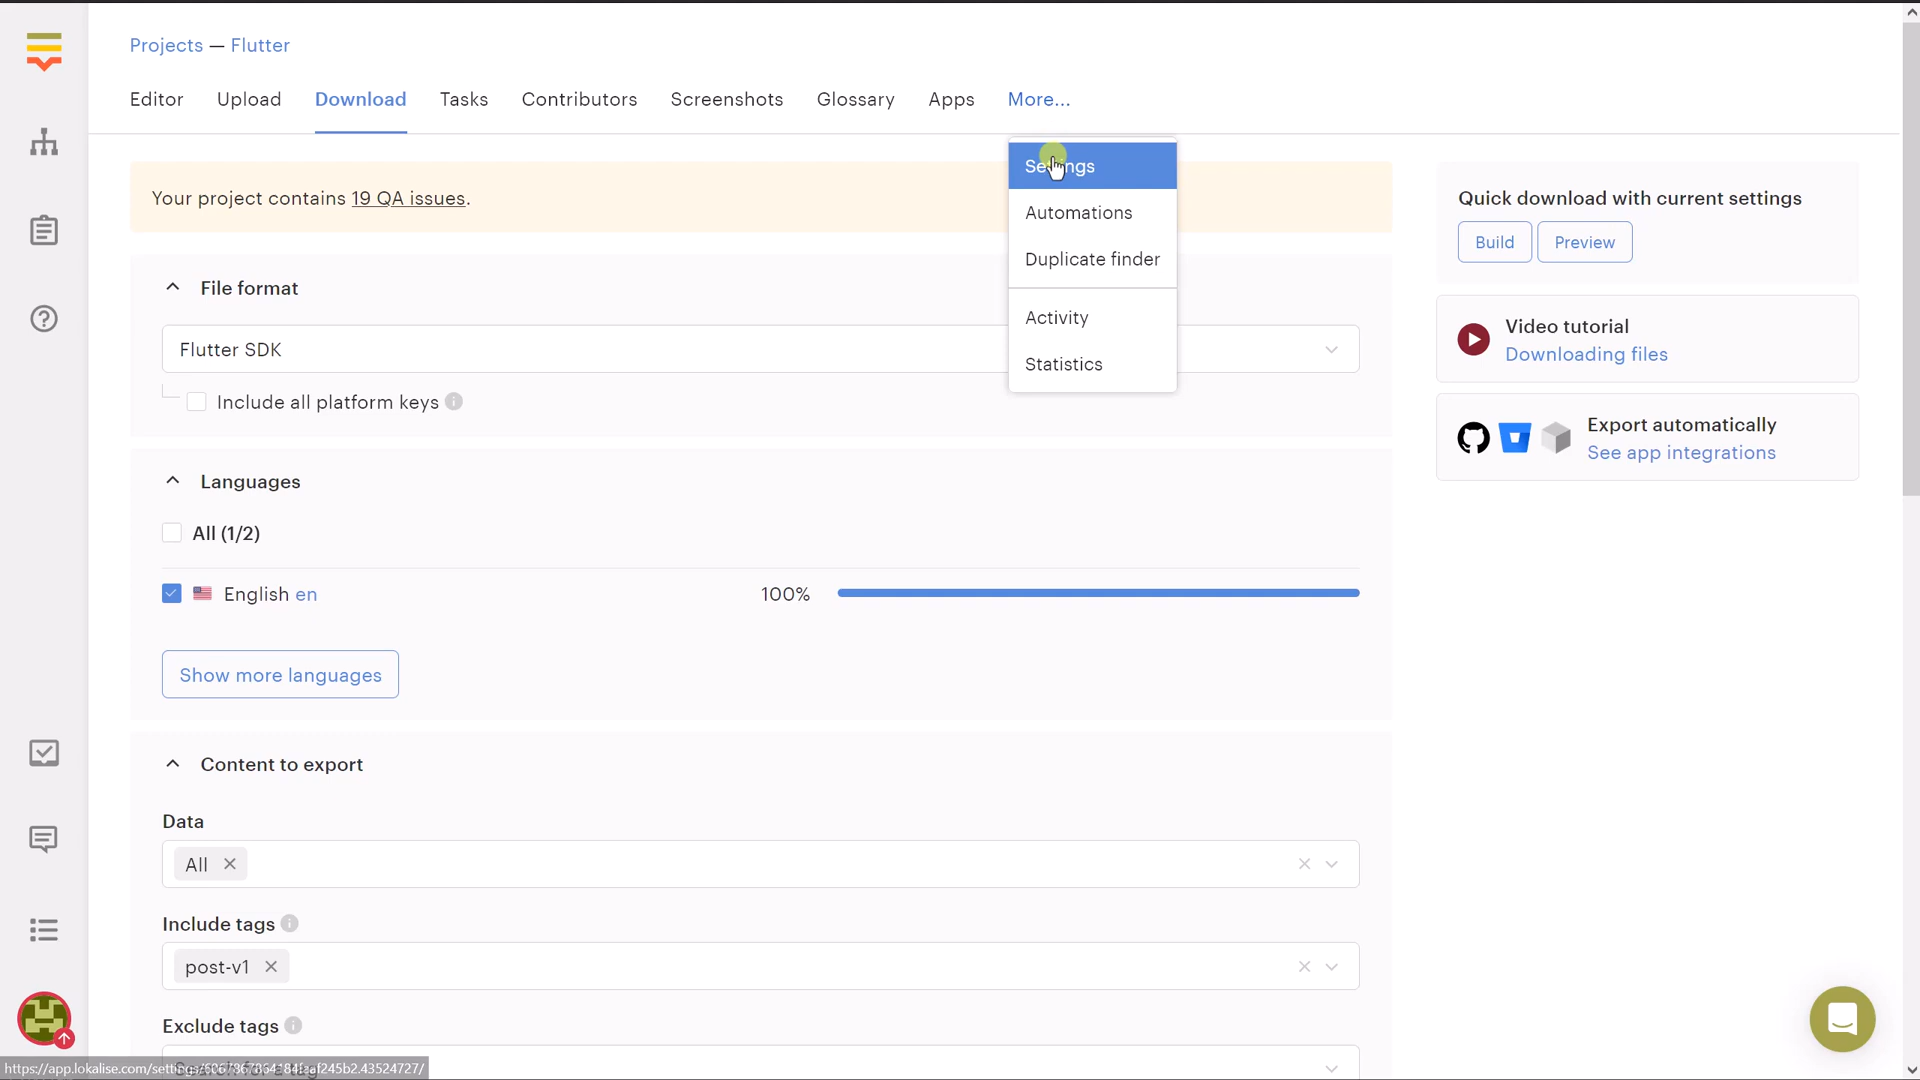 Projects — Flutter
Editor Upload Download Tasks Contributors Screenshots Glossary Apps More...
Settings
Automations
Duplicate finder
Activity
Statistics
Your project contains 19 QA issues.
File format
Flutter SDK
Include all platform keys
Languages
All (1/2)
English en 100%
Show more languages
Content to export
Data
All
Include tags
post-v1
Exclude tags
Quick download with current settings
Build Preview
Video tutorial
Downloading files
Export automatically
See app integrations